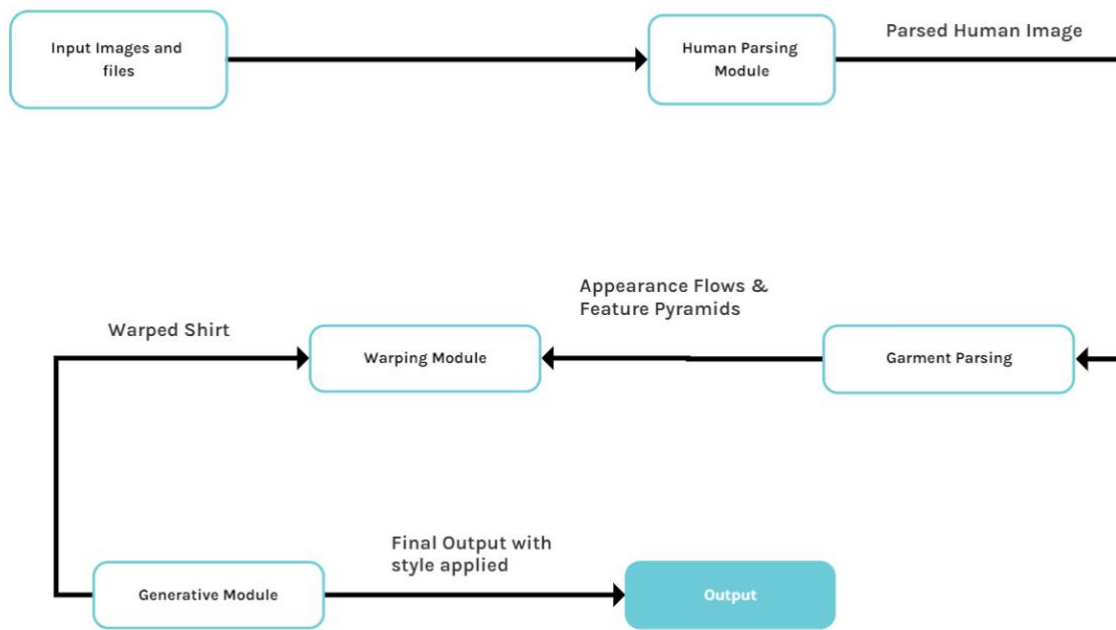 Input Images and
files
Human Parsing
Module
Parsed Human Image
Appearance Flows &
Feature Pyramids
Warped Shirt
Warping Module
Garment Parsing
Final Output with
style applied
Generative Module
Output